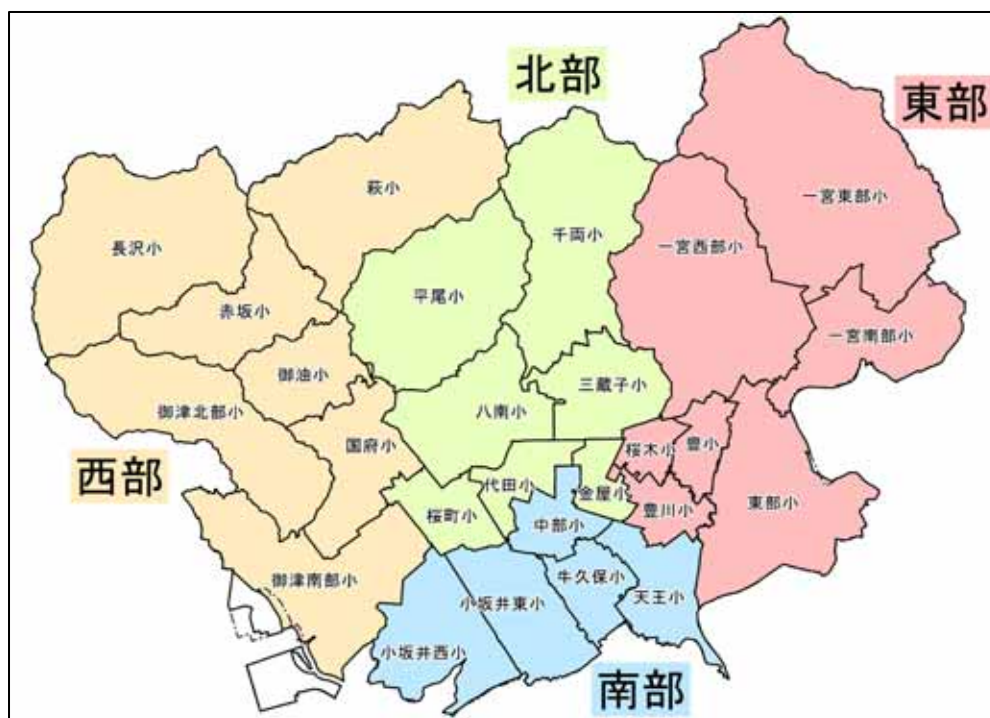 北部
東部
萩小
一宮東部小
長沢小
千両小
一宮西部小
平尾小
赤坂小
一宮南部小
御油小
三蔵子小
御津北部小
八南小
国府小
桜木小
豊小
西部
代田小
金屋小
東部小
桜町小
中部小
豊川小
御津南部小
牛久保小
天王小
小坂井東小
小坂井西小
南部